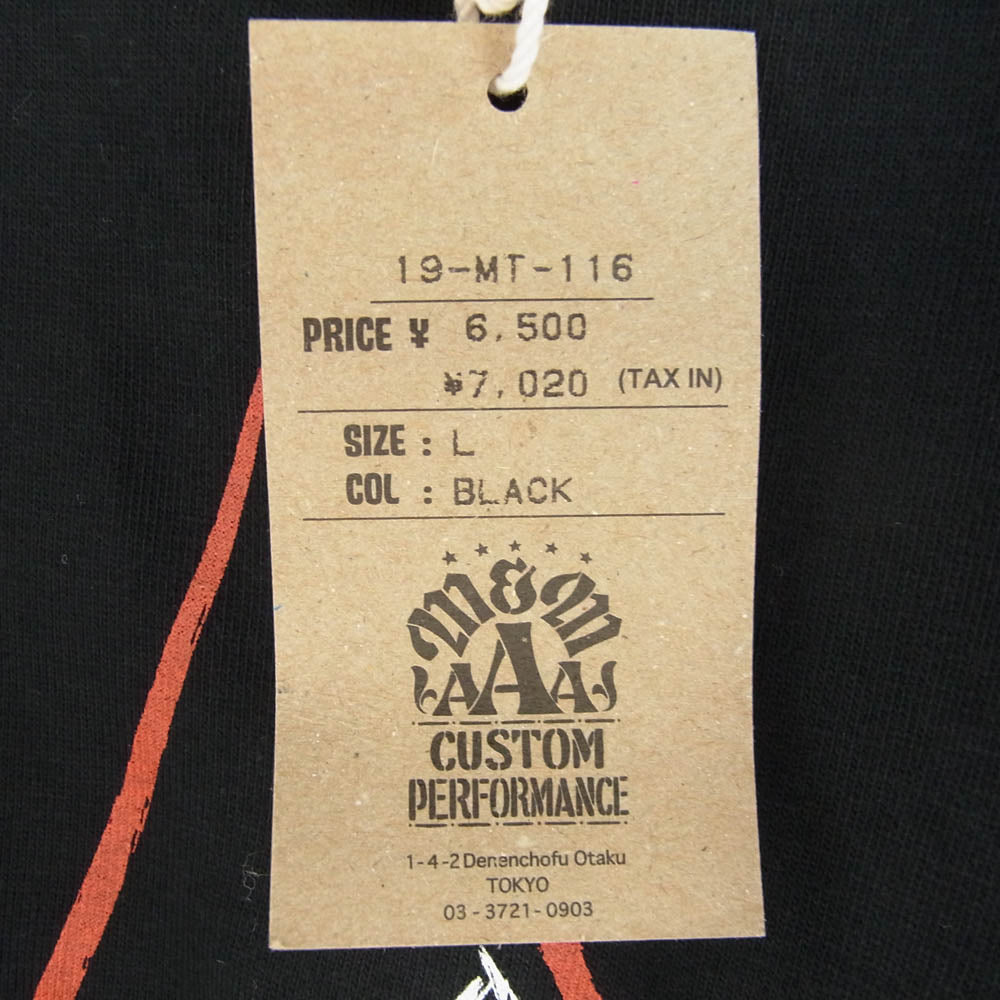 19-MT-116
PRICE ¥ 6,500
¥7,020 (TAX IN)
SIZE : L
COL : BLACK
M&M
AAA
CUSTOM
PERFORMANCE
1-4-2 Denenchofu Otaku
TOKYO
03-3721-0903